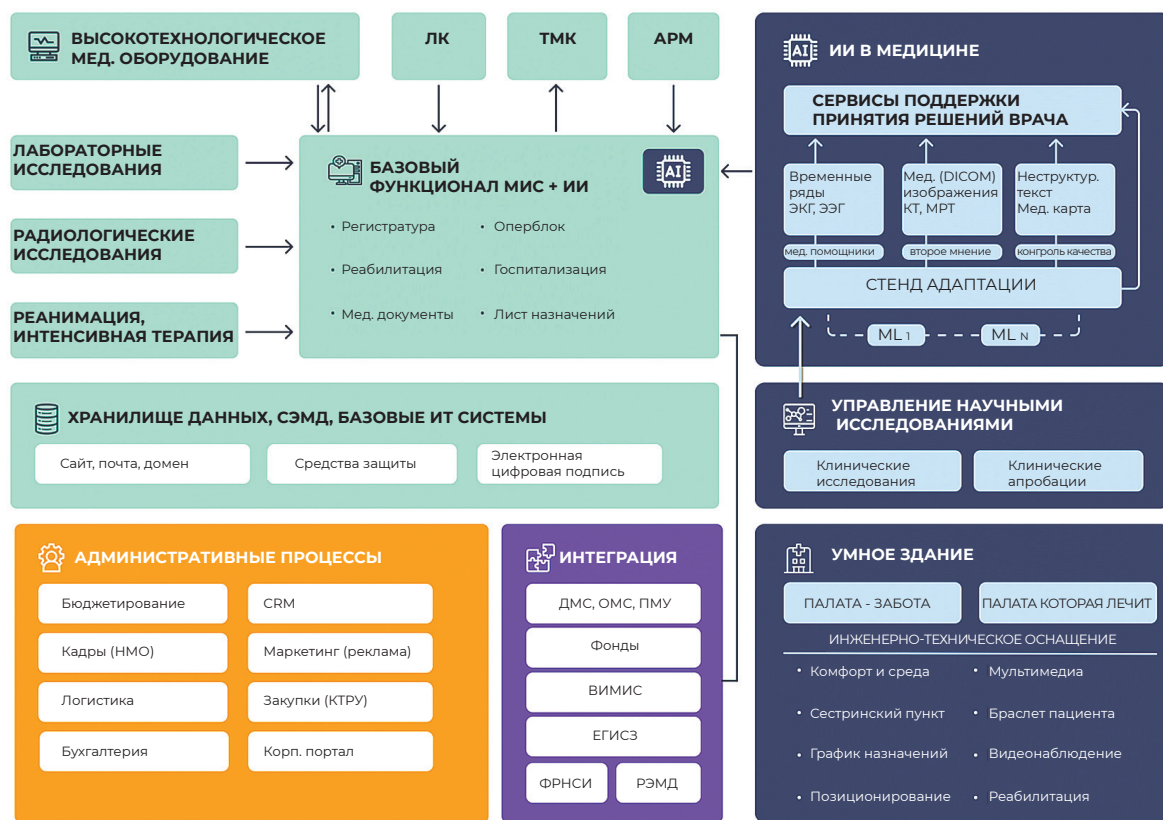 ВЫСОКОТЕХНОЛОГИЧЕСКОЕ
МЕД. ОБОРУДОВАНИЕ
ЛК
ТМК
АРМ
ЛАБОРАТОРНЫЕ
ИССЛЕДОВАНИЯ
РАДИОЛОГИЧЕСКИЕ
ИССЛЕДОВАНИЯ
РЕАНИМАЦИЯ,
ИНТЕНСИВНАЯ ТЕРАПИЯ
БАЗОВЫЙ
ФУНКЦИОНАЛ МИС + ИИ
AI
• Регистратура
• Оперблок
• Реабилитация
• Госпитализация
• Мед. документы
• Лист назначений
ХРАНИЛИЩЕ ДАННЫХ, СЭМД, БАЗОВЫЕ ИТ СИСТЕМЫ
Сайт, почта, домен
Средства защиты
Электронная
цифровая подпись
АДМИНИСТРАТИВНЫЕ ПРОЦЕССЫ
Бюджетирование
CRM
Кадры (НМО)
Маркетинг (реклама)
Логистика
Закупки (КТРУ)
Бухгалтерия
Корп. портал
ИНТЕГРАЦИЯ
ДМС, ОМС, ПМУ
Фонды
ВИМИС
ЕГИСЗ
ФРНСИ
РЭМД
AI
ИИ В МЕДИЦИНЕ
СЕРВИСЫ ПОДДЕРЖКИ
ПРИНЯТИЯ РЕШЕНИЙ ВРАЧА
Временные
ряды
ЭКГ, ЭЭГ
Мед. (DICOM)
изображения
КТ, МРТ
Неструктур.
текст
Мед. карта
мед. помощники
второе мнение
контроль качества
СТЕНД АДАПТАЦИИ
ML 1
ML N
УПРАВЛЕНИЕ НАУЧНЫМИ
ИССЛЕДОВАНИЯМИ
Клинические
исследования
Клинические
апробации
УМНОЕ ЗДАНИЕ
ПАЛАТА - ЗАБОТА
ПАЛАТА КОТОРАЯ ЛЕЧИТ
ИНЖЕНЕРНО-ТЕХНИЧЕСКОЕ ОСНАЩЕНИЕ
• Комфорт и среда
• Мультимедиа
• Сестринский пункт
• Браслет пациента
• График назначений
• Видеонаблюдение
• Позиционирование
• Реабилитация